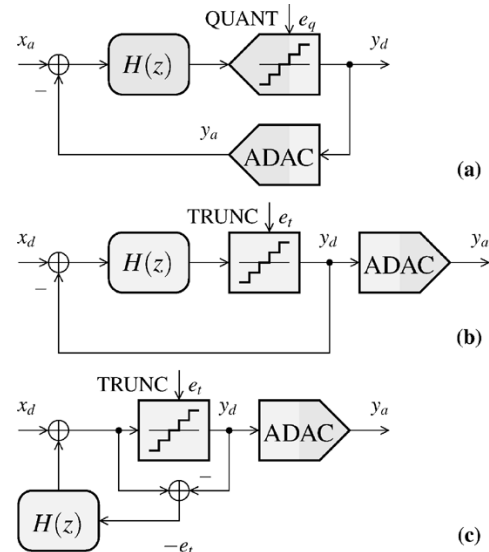 QUANT e_q
x_a y_d
H(z)
−
y_a
ADAC
(a)
TRUNC e_t
x_d y_d y_a
H(z) ADAC
−
(b)
TRUNC e_t
x_d y_d y_a
ADAC
−
H(z)
−e_t
(c)